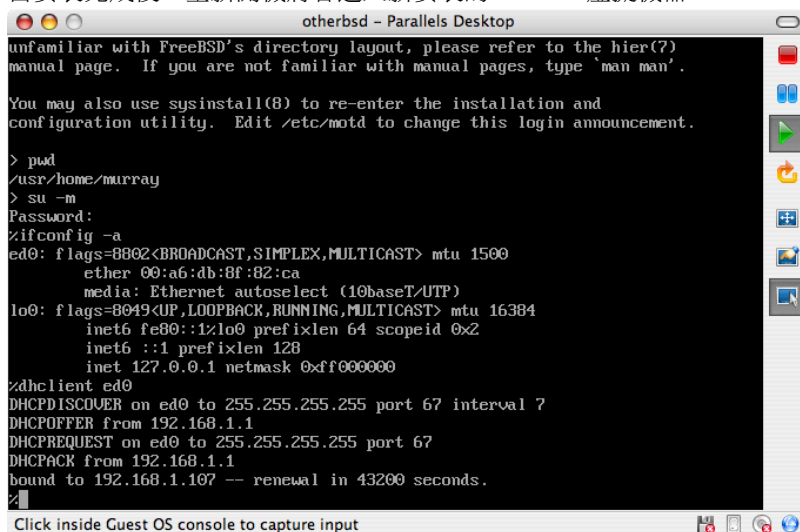 otherbsd – Parallels Desktop
unfamiliar with FreeBSD's directory layout, please refer to the hier(7)
manual page.  If you are not familiar with manual pages, type `man man'.
You may also use sysinstall(8) to re-enter the installation and
configuration utility.  Edit /etc/motd to change this login announcement.
> pwd
/usr/home/murray
> su -m
Password:
%ifconfig -a
ed0: flags=8802<BROADCAST,SIMPLEX,MULTICAST> mtu 1500
        ether 00:a6:db:8f:82:ca
        media: Ethernet autoselect (10baseT/UTP)
lo0: flags=8049<UP,LOOPBACK,RUNNING,MULTICAST> mtu 16384
        inet6 fe80::1%lo0 prefixlen 64 scopeid 0x2
        inet6 ::1 prefixlen 128
        inet 127.0.0.1 netmask 0xff000000
%dhclient ed0
DHCPDISCOVER on ed0 to 255.255.255.255 port 67 interval 7
DHCPOFFER from 192.168.1.1
DHCPREQUEST on ed0 to 255.255.255.255 port 67
DHCPACK from 192.168.1.1
bound to 192.168.1.107 -- renewal in 43200 seconds.
%
Click inside Guest OS console to capture input